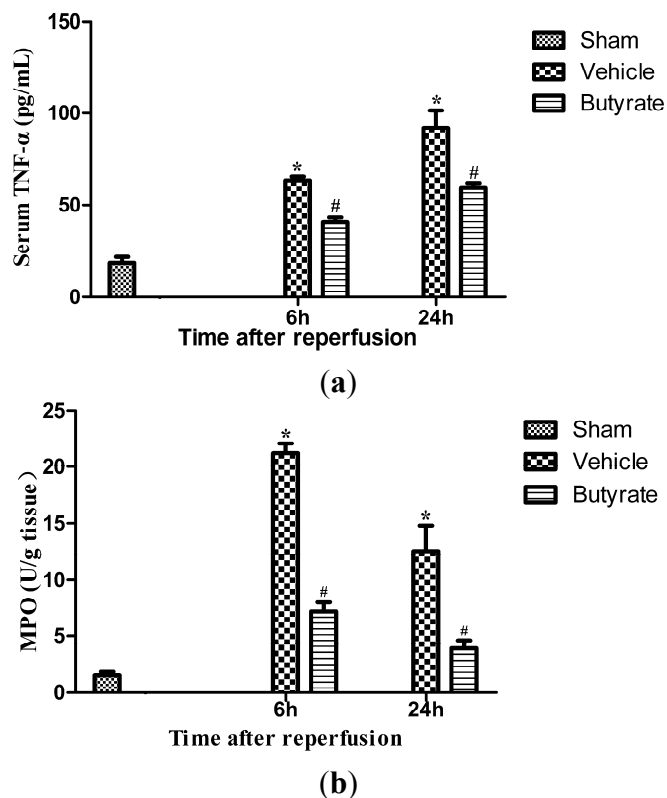 150
100
50
0
Serum TNF-α (pg/mL)
*
#
*
#
6h
24h
Time after reperfusion
Sham
Vehicle
Butyrate
(a)
25
20
15
10
5
0
MPO (U/g tissue)
*
#
*
#
6h
24h
Time after reperfusion
Sham
Vehicle
Butyrate
(b)